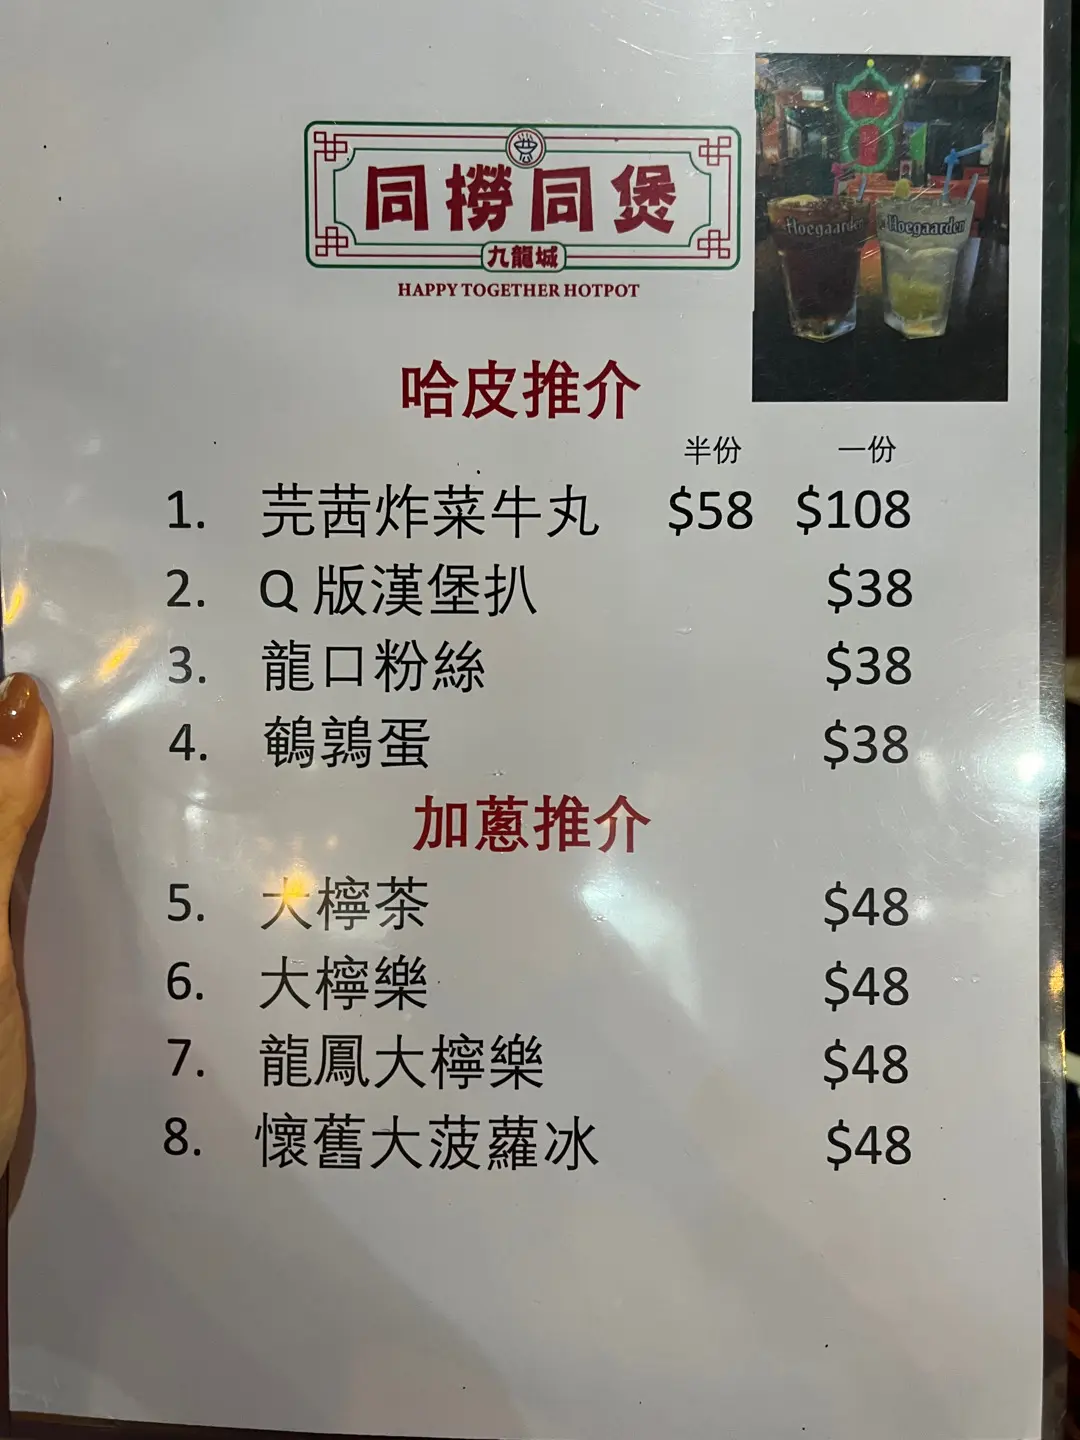 同撈同煲
九龍城
HAPPY TOGETHER HOTPOT
Hoegaarden Hoegaarden
哈皮推介
半份 一份
1. 芫茜炸菜牛丸 $58 $108
2. Q版漢堡扒 $38
3. 龍口粉絲 $38
4. 鵪鶉蛋 $38
加蔥推介
5. 大檸茶 $48
6. 大檸樂 $48
7. 龍鳳大檸樂 $48
8. 懷舊大菠蘿冰 $48